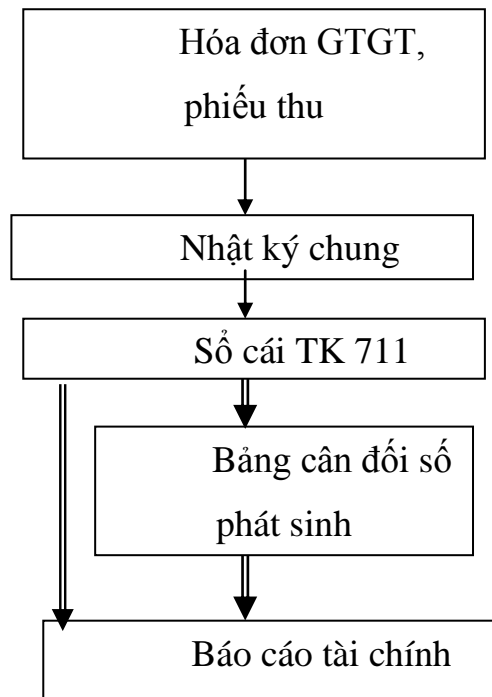 Hóa đơn GTGT,
phiếu thu
Nhật ký chung
Sổ cái TK 711
Bảng cân đối số
phát sinh
Báo cáo tài chính